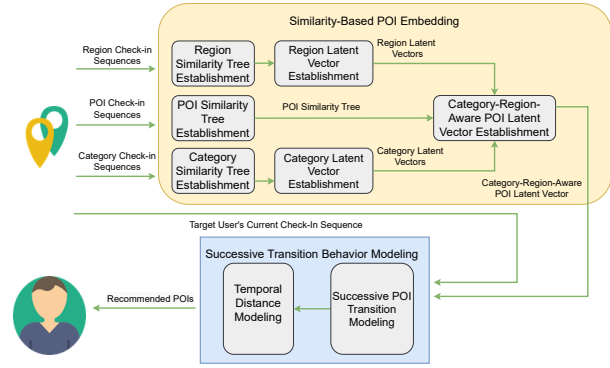 Similarity-Based POI Embedding
Region Check-in
Sequences
Region
Similarity Tree
Establishment
Region Latent
Vector
Establishment
Region Latent
Vectors
POI Check-in
Sequences
POI Similarity
Tree
Establishment
POI Similarity Tree
Category-Region-
Aware POI Latent
Vector Establishment
Category Check-in
Sequences
Category
Similarity Tree
Establishment
Category Latent
Vector
Establishment
Category Latent
Vectors
Category-Region-Aware
POI Latent Vector
Target User's Current Check-In Sequence
Successive Transition Behavior Modeling
Temporal
Distance
Modeling
Successive POI
Transition
Modeling
Recommended POIs